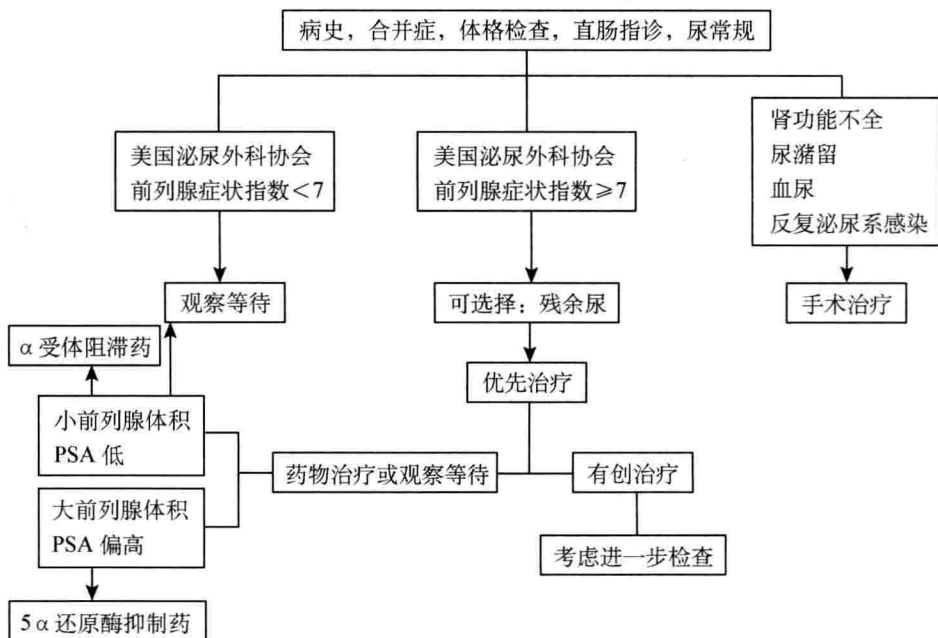 病史，合并症，体格检查，直肠指诊，尿常规
美国泌尿外科协会
前列腺症状指数＜7
美国泌尿外科协会
前列腺症状指数≥7
肾功能不全
尿潴留
血尿
反复泌尿系感染
观察等待
可选择：残余尿
手术治疗
α受体阻滞药
优先治疗
小前列腺体积
PSA 低
药物治疗或观察等待
有创治疗
大前列腺体积
PSA 偏高
考虑进一步检查
5α还原酶抑制药